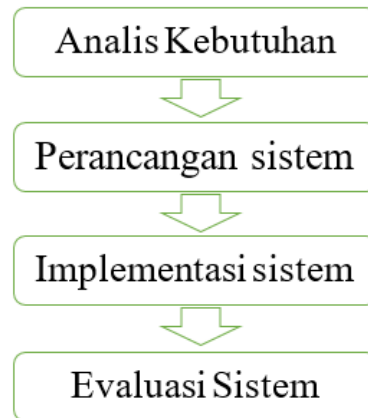 Analis Kebutuhan
Perancangan sistem
Implementasi sistem
Evaluasi Sistem